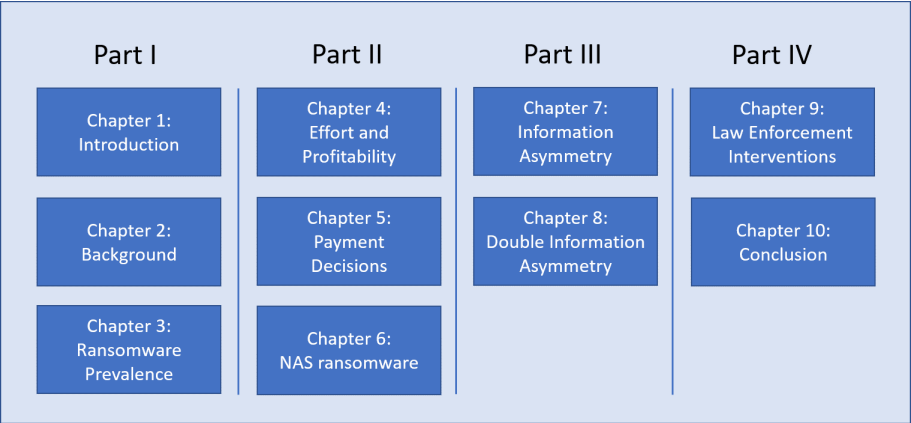 Part I
Chapter 1:
Introduction
Chapter 2:
Background
Chapter 3:
Ransomware
Prevalence
Part II
Chapter 4:
Effort and
Profitability
Chapter 5:
Payment
Decisions
Chapter 6:
NAS ransomware
Part III
Chapter 7:
Information
Asymmetry
Chapter 8:
Double Information
Asymmetry
Part IV
Chapter 9:
Law Enforcement
Interventions
Chapter 10:
Conclusion